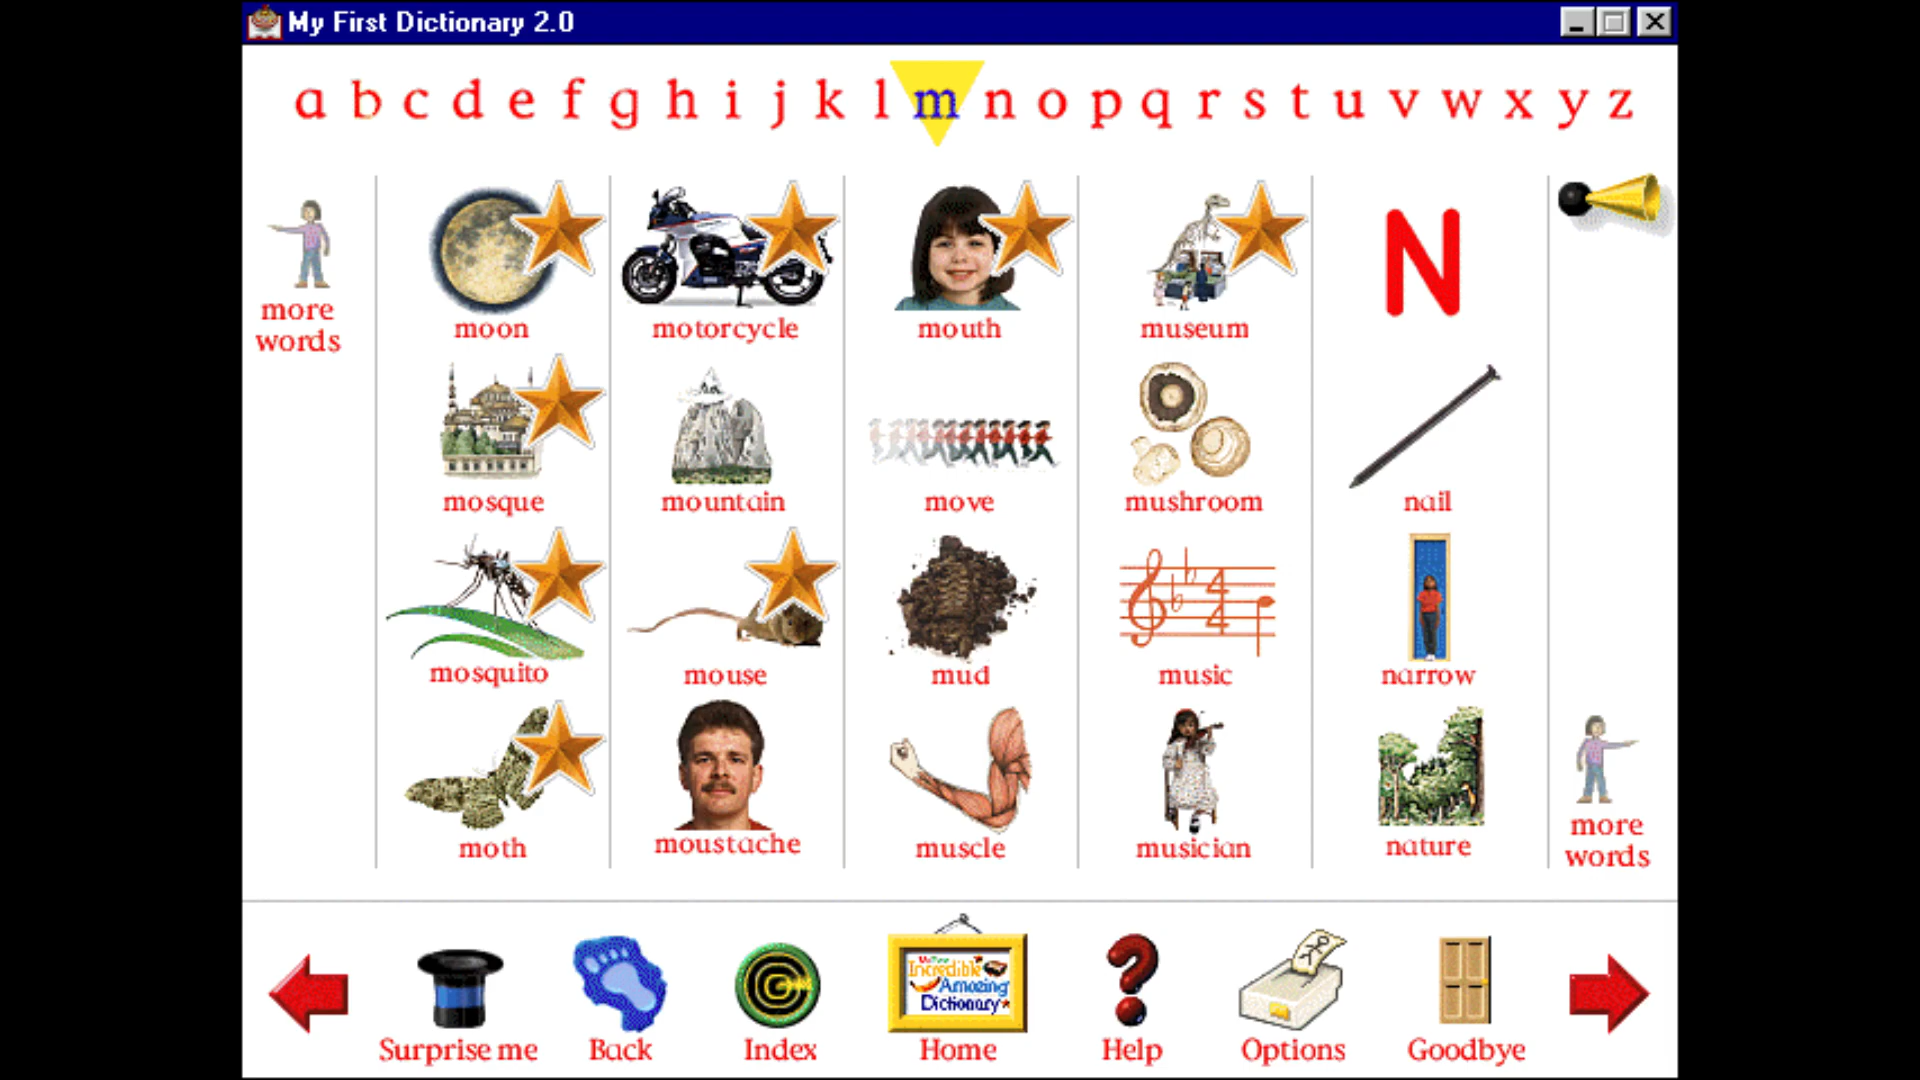 My First Dictionary 2.0
a b c d e f g h i j k l m n o p q r s t u v w x y z
more
words
moon
motorcycle
mouth
museum
N
mosque
mountain
move
mushroom
nail
mosquito
mouse
mud
music
narrow
moth
moustache
muscle
musician
nature
more
words
My First
Incredible
Amazing
Dictionary
Surprise me
Back
Index
Home
Help
Options
Goodbye